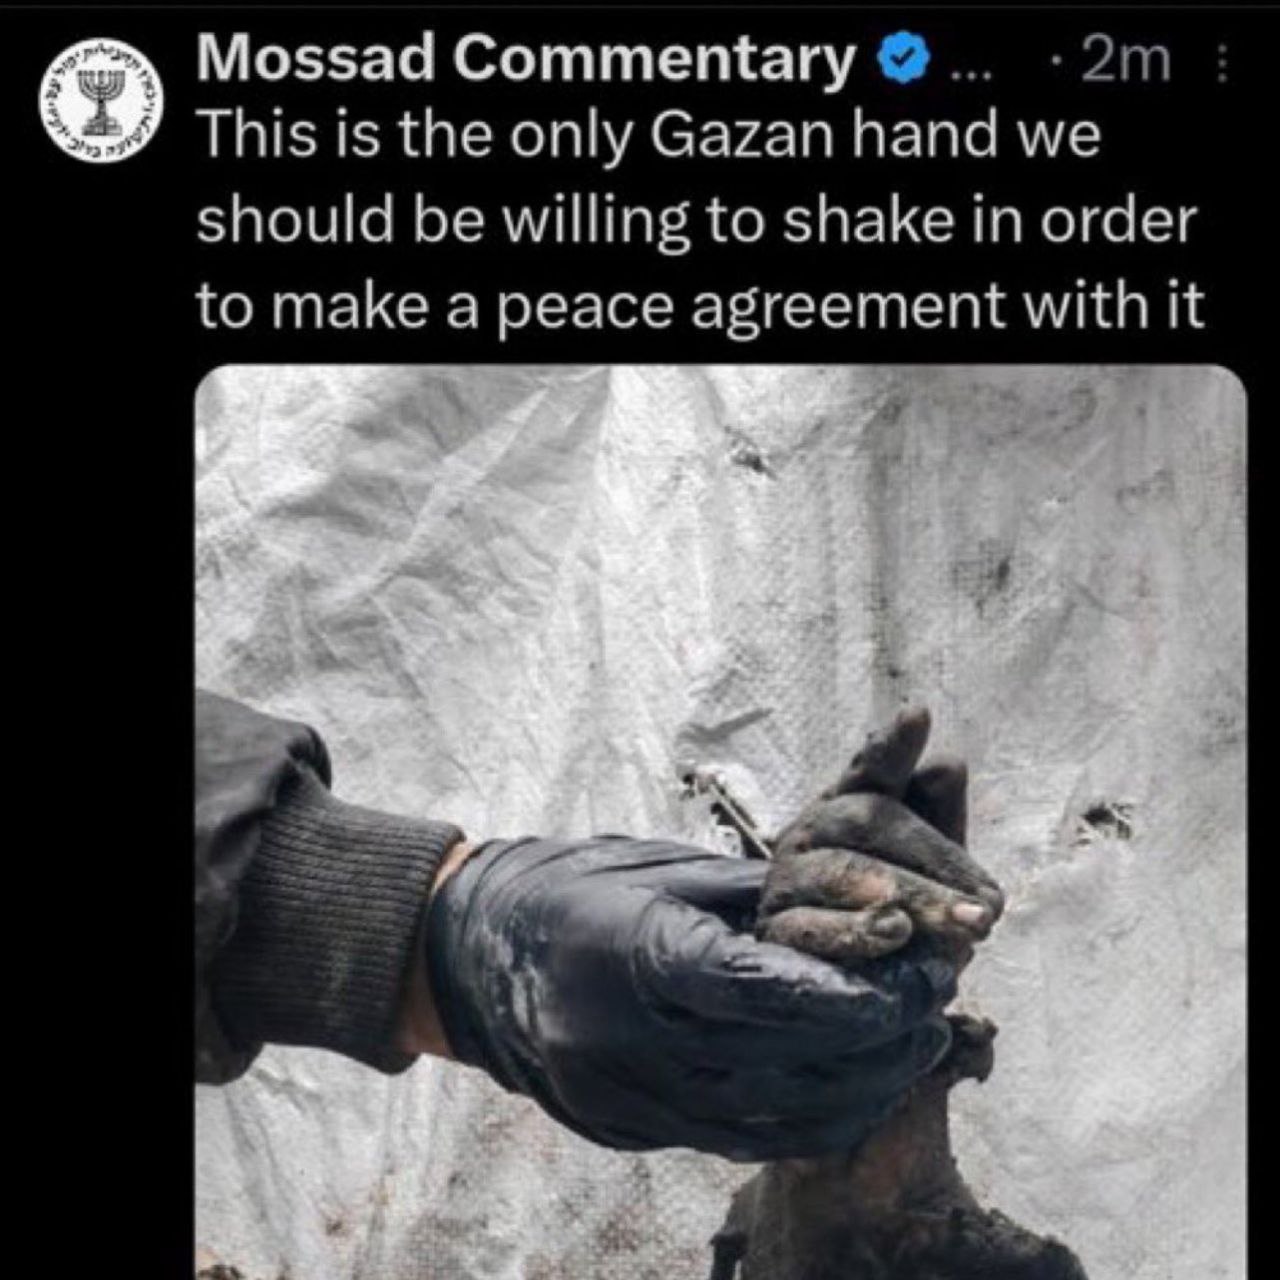 Mossad Commentary ... · 2m
This is the only Gazan hand we
should be willing to shake in order
to make a peace agreement with it